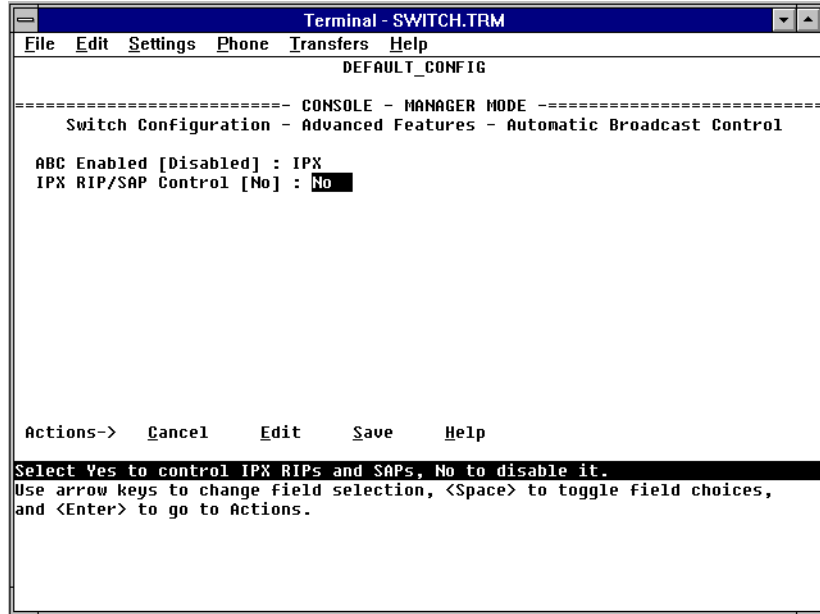 Terminal - SWITCH.TRM
File Edit Settings Phone Transfers Help
DEFAULT_CONFIG
==========================- CONSOLE - MANAGER MODE -===========================
Switch Configuration - Advanced Features - Automatic Broadcast Control
ABC Enabled [Disabled] : IPX
IPX RIP/SAP Control [No] : No
Actions-> Cancel Edit Save Help
Select Yes to control IPX RIPs and SAPs, No to disable it.
Use arrow keys to change field selection, <Space> to toggle field choices,
and <Enter> to go to Actions.